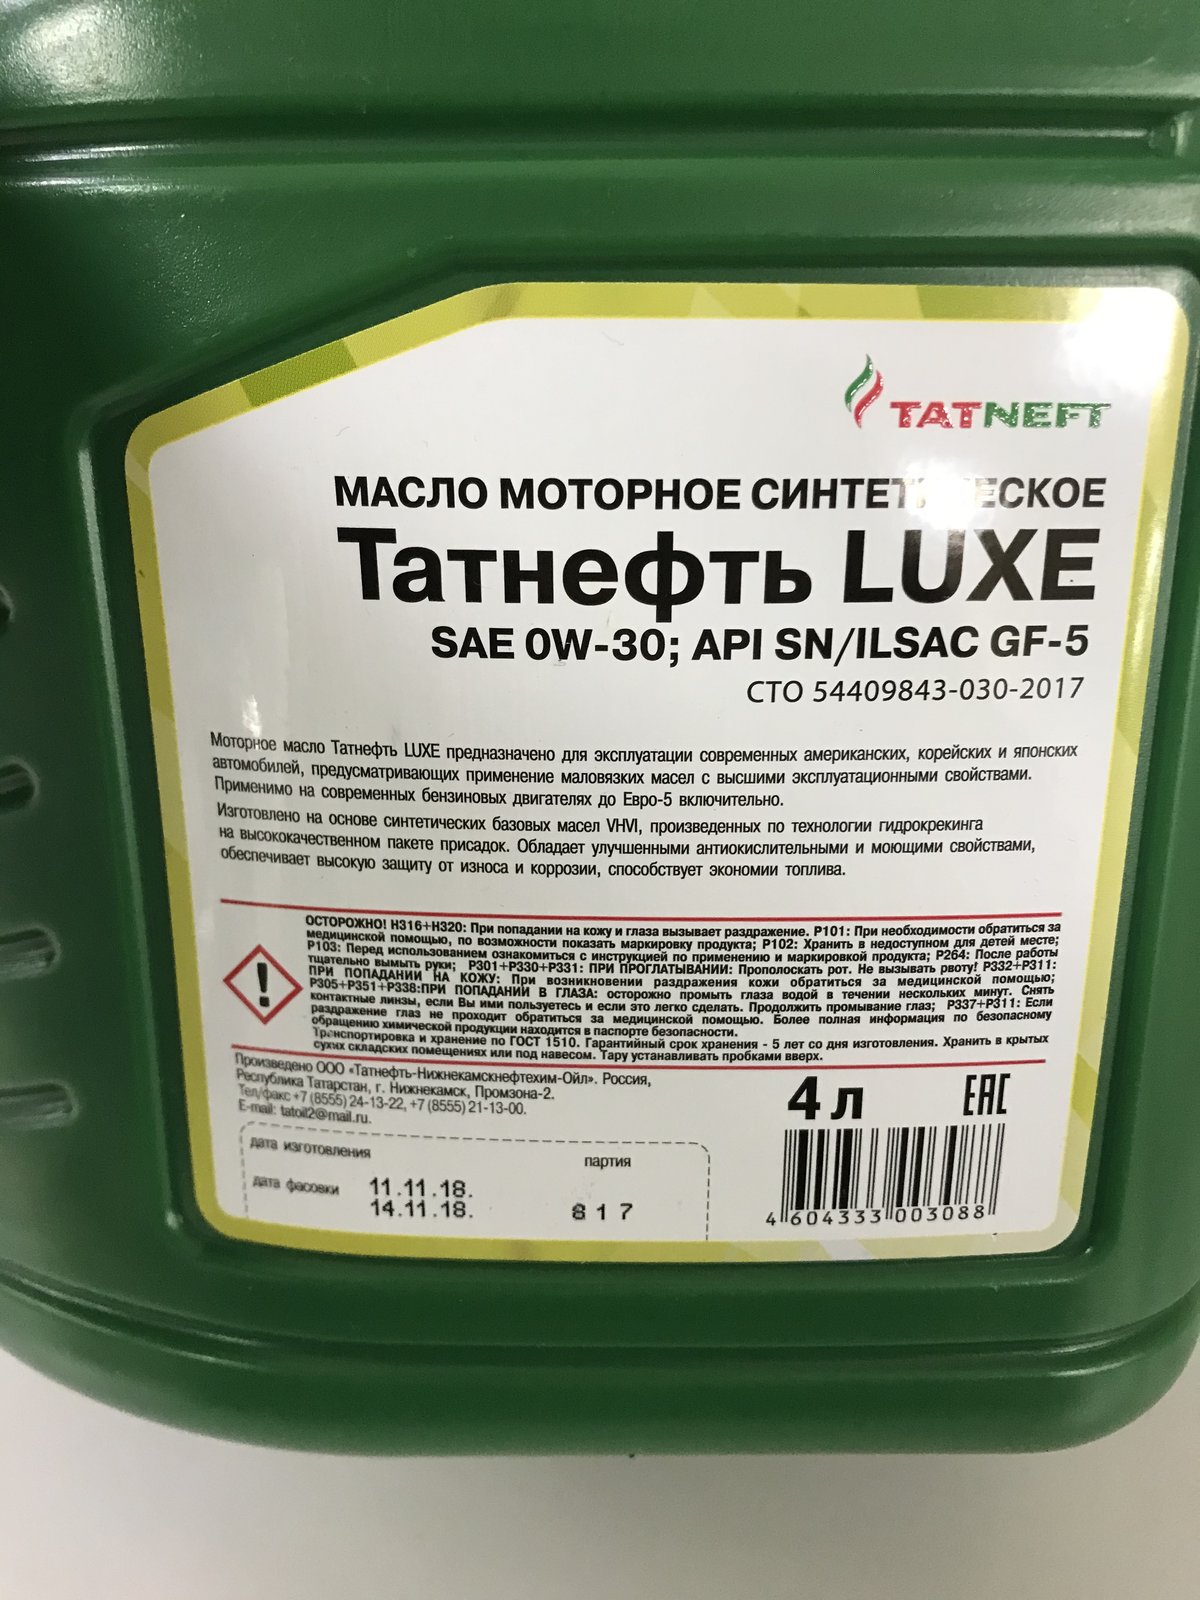 TATNEFT
МАСЛО МОТОРНОЕ СИНТЕТИЧЕСКОЕ
Татнефть LUXE
SAE 0W-30; API SN/ILSAC GF-5
СТО 54409843-030-2017
Моторное масло Татнефть LUXE предназначено для эксплуатации современных американских, корейских и японских
автомобилей, предусматривающих применение маловязких масел с высшими эксплуатационными свойствами.
Применимо на современных бензиновых двигателях до Евро-5 включительно.
Изготовлено на основе синтетических базовых масел VHVI, произведенных по технологии гидрокрекинга
на высококачественном пакете присадок. Обладает улучшенными антиокислительными и моющими свойствами,
обеспечивает высокую защиту от износа и коррозии, способствует экономии топлива.
ОСТОРОЖНО! H316+H320: При попадании на кожу и глаза вызывает раздражение. P101: При необходимости обратиться за
медицинской помощью, по возможности показать маркировку продукта; P102: Хранить в недоступном для детей месте;
P103: Перед использованием ознакомиться с инструкцией по применению и маркировкой продукта; P264: После работы
тщательно вымыть руки; P301+P330+P331: ПРИ ПРОГЛАТЫВАНИИ: Прополоскать рот. Не вызывать рвоту! P332+P311:
ПРИ ПОПАДАНИИ НА КОЖУ: При возникновении раздражения кожи обратиться за медицинской помощью;
P305+P351+P338:ПРИ ПОПАДАНИИ В ГЛАЗА: осторожно промыть глаза водой в течении нескольких минут. Снять
контактные линзы, если Вы ими пользуетесь и если это легко сделать. Продолжить промывание глаз; P337+P311: Если
раздражение глаз не проходит обратиться за медицинской помощью. Более полная информация по безопасному
обращению химической продукции находится в паспорте безопасности.
Транспортировка и хранение по ГОСТ 1510. Гарантийный срок хранения - 5 лет со дня изготовления. Хранить в крытых
сухих складских помещениях или под навесом. Тару устанавливать пробками вверх.
Произведено ООО «Татнефть-Нижнекамскнефтехим-Ойл». Россия,
Республика Татарстан, г. Нижнекамск, Промзона-2.
Тел/факс +7 (8555) 24-13-22, +7 (8555) 21-13-00.
E-mail: tatoil2@mail.ru.
4 л
EAC
дата изготовления
партия
дата фасовки
11.11.18.
14.11.18.
817
4 604333 003088